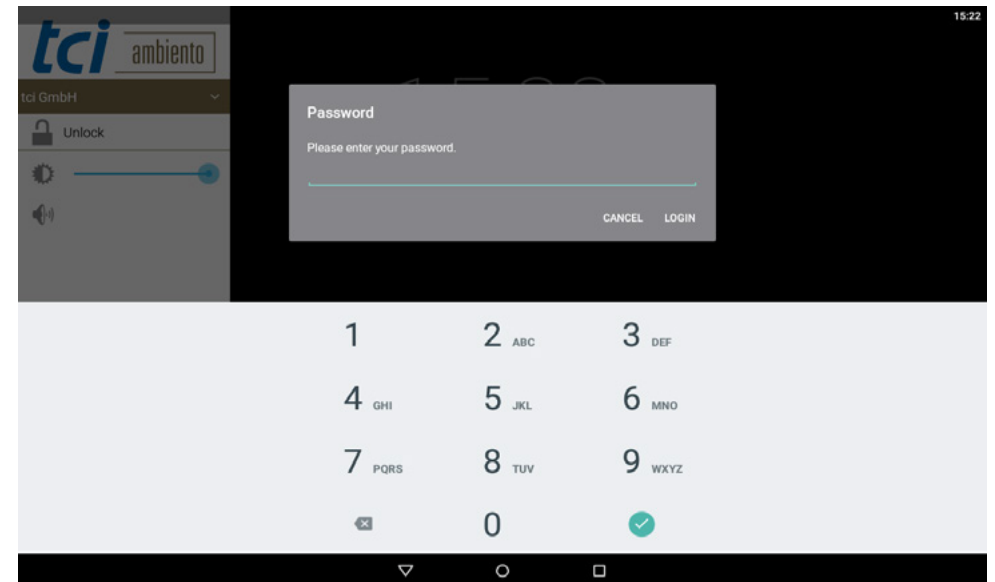 15:22
tci ambiento
tci GmbH
Unlock
Password
Please enter your password.
CANCEL LOGIN
1 2 ABC 3 DEF
4 GHI 5 JKL 6 MNO
7 PQRS 8 TUV 9 WXYZ
0